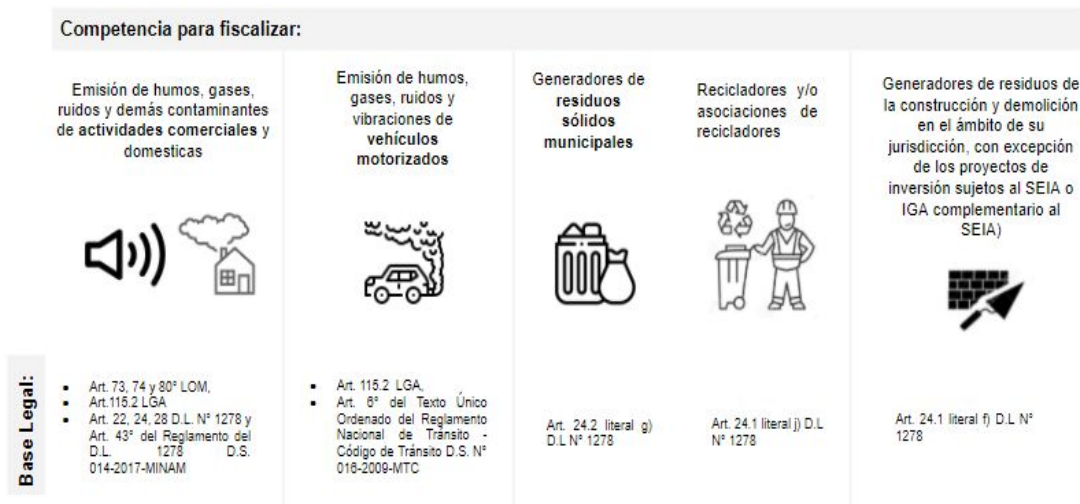 Competencia para fiscalizar:
Emisión de humos, gases,
ruidos y demás contaminantes
de actividades comerciales y
domesticas
Emisión de humos,
gases, ruidos y
vibraciones de
vehículos
motorizados
Generadores de
residuos
sólidos
municipales
Recicladores y/o
asociaciones de
recicladores
Generadores de residuos de
la construcción y demolición
en el ámbito de su
jurisdicción, con excepción
de los proyectos de
inversión sujetos al SEIA o
IGA complementario al
SEIA)
Base Legal:
▪ Art. 73, 74 y 80° LOM,
▪ Art.115.2 LGA
▪ Art. 22, 24, 28 D.L. N° 1278 y
Art. 43° del Reglamento del
D.L. 1278 D.S.
014-2017-MINAM
▪ Art. 115.2 LGA,
▪ Art. 6° del Texto Único
Ordenado del Reglamento
Nacional de Tránsito -
Código de Tránsito D.S. N°
016-2009-MTC
Art. 24.2 literal g)
D.L N° 1278
Art. 24.1 literal j) D.L
N° 1278
Art. 24.1 literal f) D.L N°
1278